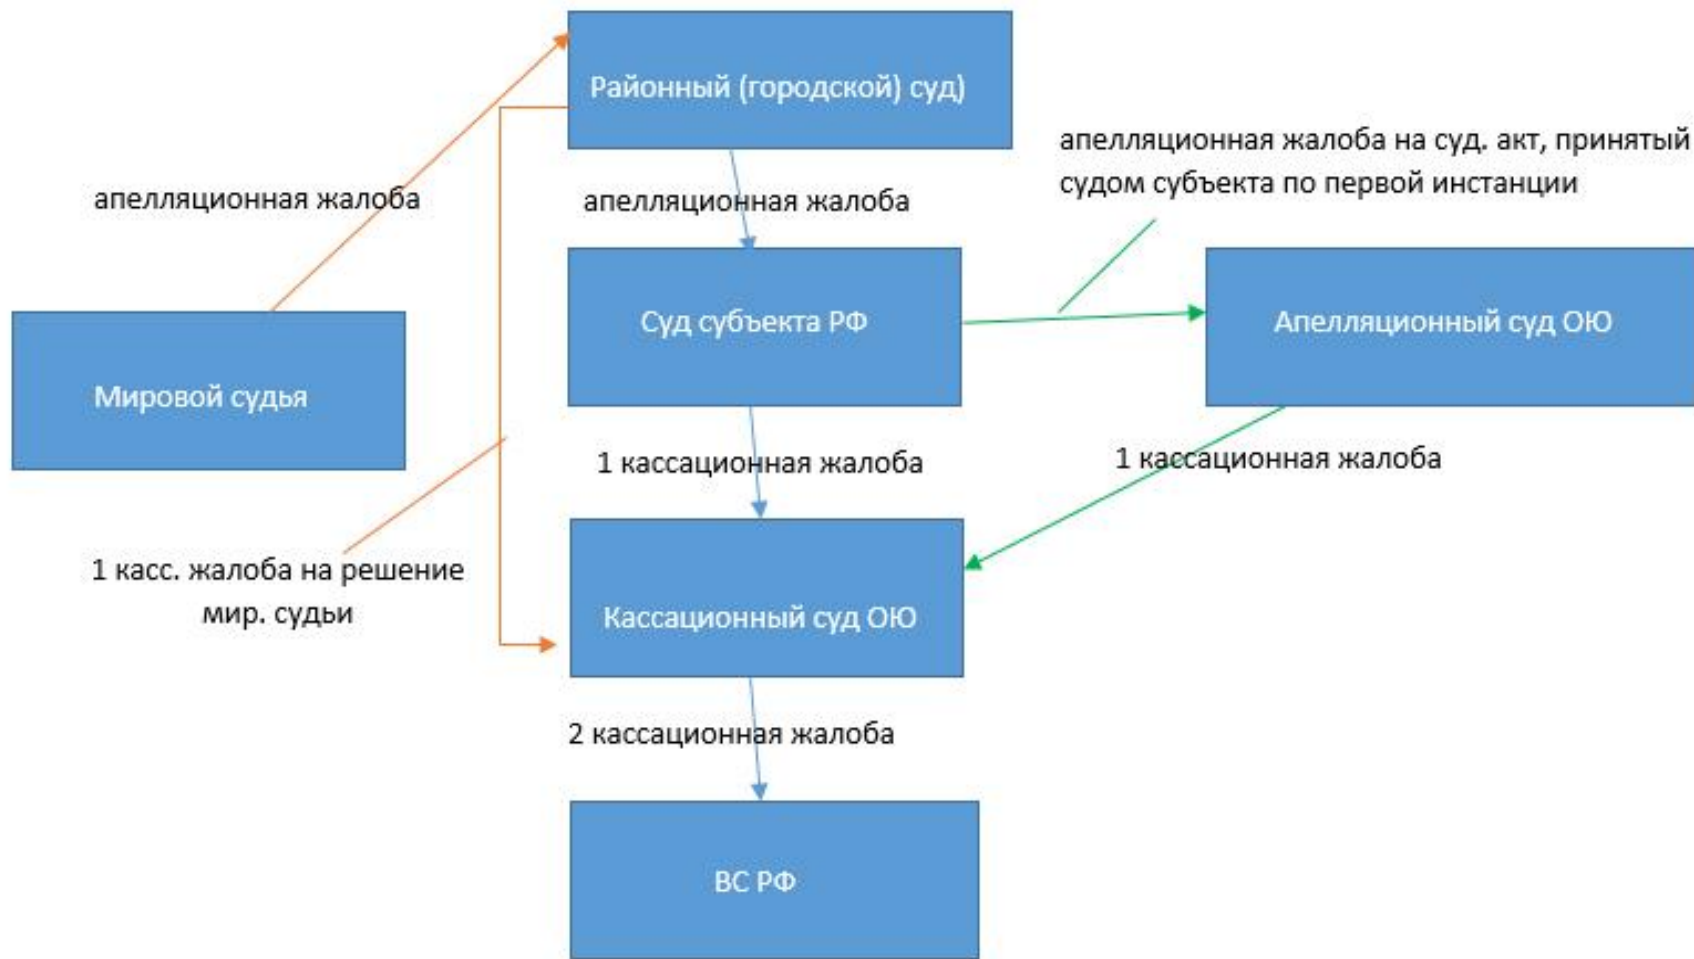 Районный (городской) суд)
апелляционная жалоба на суд. акт, принятый
судом субъекта по первой инстанции
апелляционная жалоба
апелляционная жалоба
Суд субъекта РФ
Апелляционный суд ОЮ
Мировой судья
1 кассационная жалоба
1 кассационная жалоба
1 касс. жалоба на решение
мир. судьи
Кассационный суд ОЮ
2 кассационная жалоба
ВС РФ